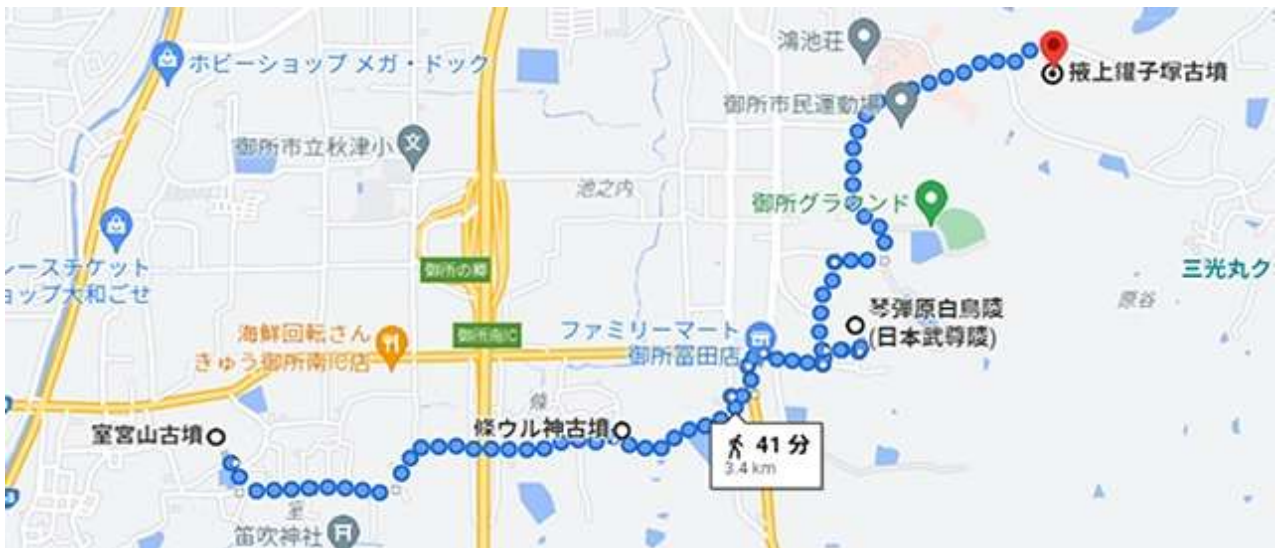 鴻池荘
掖上鑵子塚古墳
ホビーショップ メガ・ドック
御所市民運動場
御所市立秋津小
池之内
御所グラウンド
レースチケット
ョップ大和ごせ
御所の郷
三光丸ク
原谷
琴弾原白鳥陵
(日本武尊陵)
御所南IC
海鮮回転さん
きゅう御所南IC店
ファミリーマート
御所冨田店
條
條ウル神古墳
室宮山古墳
41 分
3.4 km
室
笛吹神社